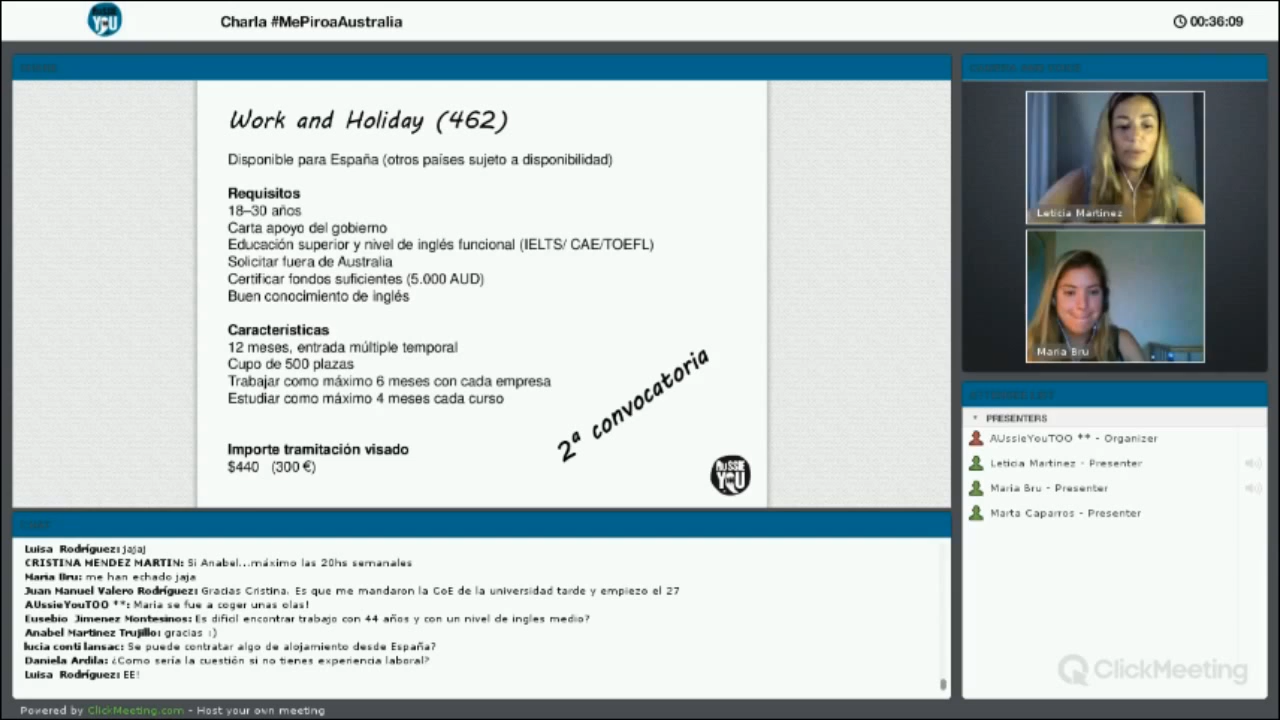 AUSSIE
YOU
Charla #MePiroaAustralia
00:36:09
Work and Holiday (462)
Disponible para España (otros países sujeto a disponibilidad)
Requisitos
18–30 años
Carta apoyo del gobierno
Educación superior y nivel de inglés funcional (IELTS/ CAE/TOEFL)
Solicitar fuera de Australia
Certificar fondos suficientes (5.000 AUD)
Buen conocimiento de inglés
Características
12 meses, entrada múltiple temporal
Cupo de 500 plazas
Trabajar como máximo 6 meses con cada empresa
Estudiar como máximo 4 meses cada curso
2ª convocatoria
Importe tramitación visado
$440 (300 €)
AUSSIE
YOU
Leticia Martinez
Maria Bru
ATTENDEE LIST
PRESENTERS
AUssieYouTOO ** - Organizer
Leticia Martinez - Presenter
Maria Bru - Presenter
Marta Caparros - Presenter
Luisa Rodríguez: jajaj
CRISTINA MENDEZ MARTIN: Si Anabel...máximo las 20hs semanales
Maria Bru: me han echado jaja
Juan Manuel Valero Rodríguez: Gracias Cristina. Es que me mandaron la CoE de la universidad tarde y empiezo el 27
AUssieYouTOO **: Maria se fue a coger unas olas!
Eusebio Jimenez Montesinos: Es dificil encontrar trabajo con 44 años y con un nivel de ingles medio?
Anabel Martinez Trujillo: gracias :)
lucia conti lansac: Se puede contratar algo de alojamiento desde España?
Daniela Ardila: ¿Como sería la cuestión si no tienes experiencia laboral?
Luisa Rodríguez: EE!
ClickMeeting
Powered by ClickMeeting.com - Host your own meeting